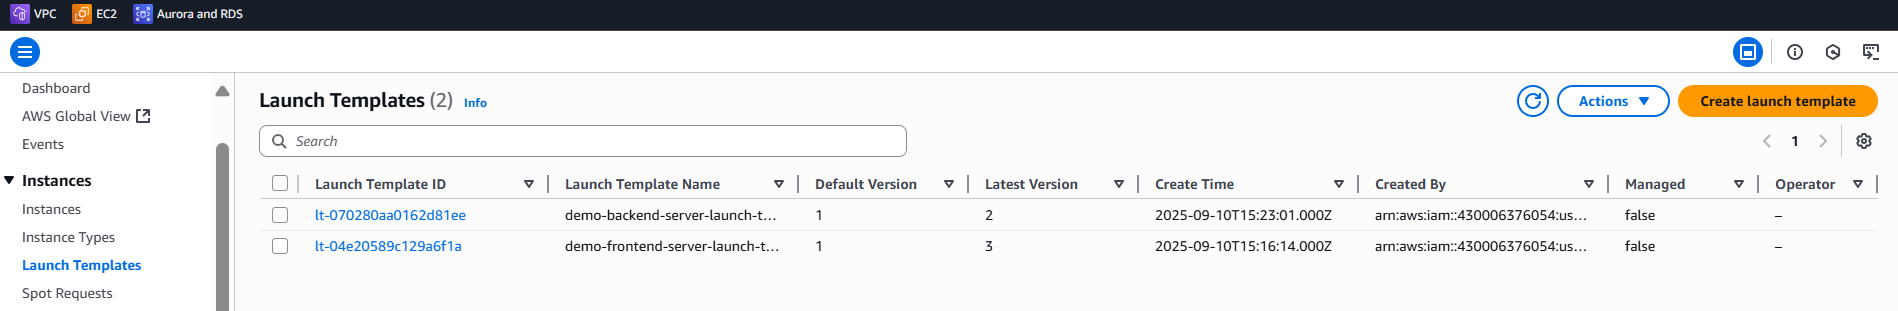 VPC EC2 Aurora and RDS
Dashboard
AWS Global View
Events
Instances
Instances
Instance Types
Launch Templates
Spot Requests
Launch Templates (2) Info
Actions
Create launch template
Search
1
Launch Template ID Launch Template Name Default Version Latest Version Create Time Created By Managed Operator
lt-070280aa0162d81ee demo-backend-server-launch-t... 1 2 2025-09-10T15:23:01.000Z arn:aws:iam::430006376054:us... false –
lt-04e20589c129a6f1a demo-frontend-server-launch-t... 1 3 2025-09-10T15:16:14.000Z arn:aws:iam::430006376054:us... false –